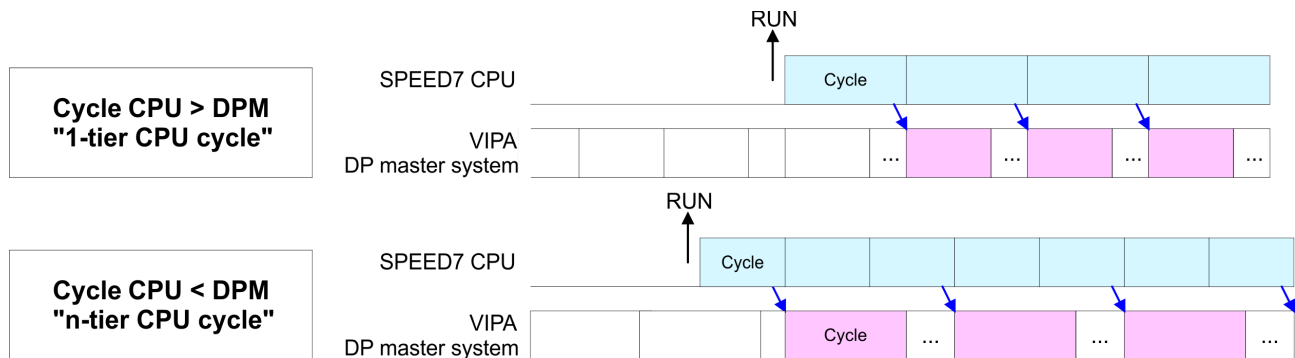 RUN
SPEED7 CPU
Cycle
Cycle CPU > DPM
"1-tier CPU cycle"
VIPA
DP master system
... ... ... ...
RUN
SPEED7 CPU
Cycle
Cycle CPU < DPM
"n-tier CPU cycle"
VIPA
DP master system
Cycle ... ... ...